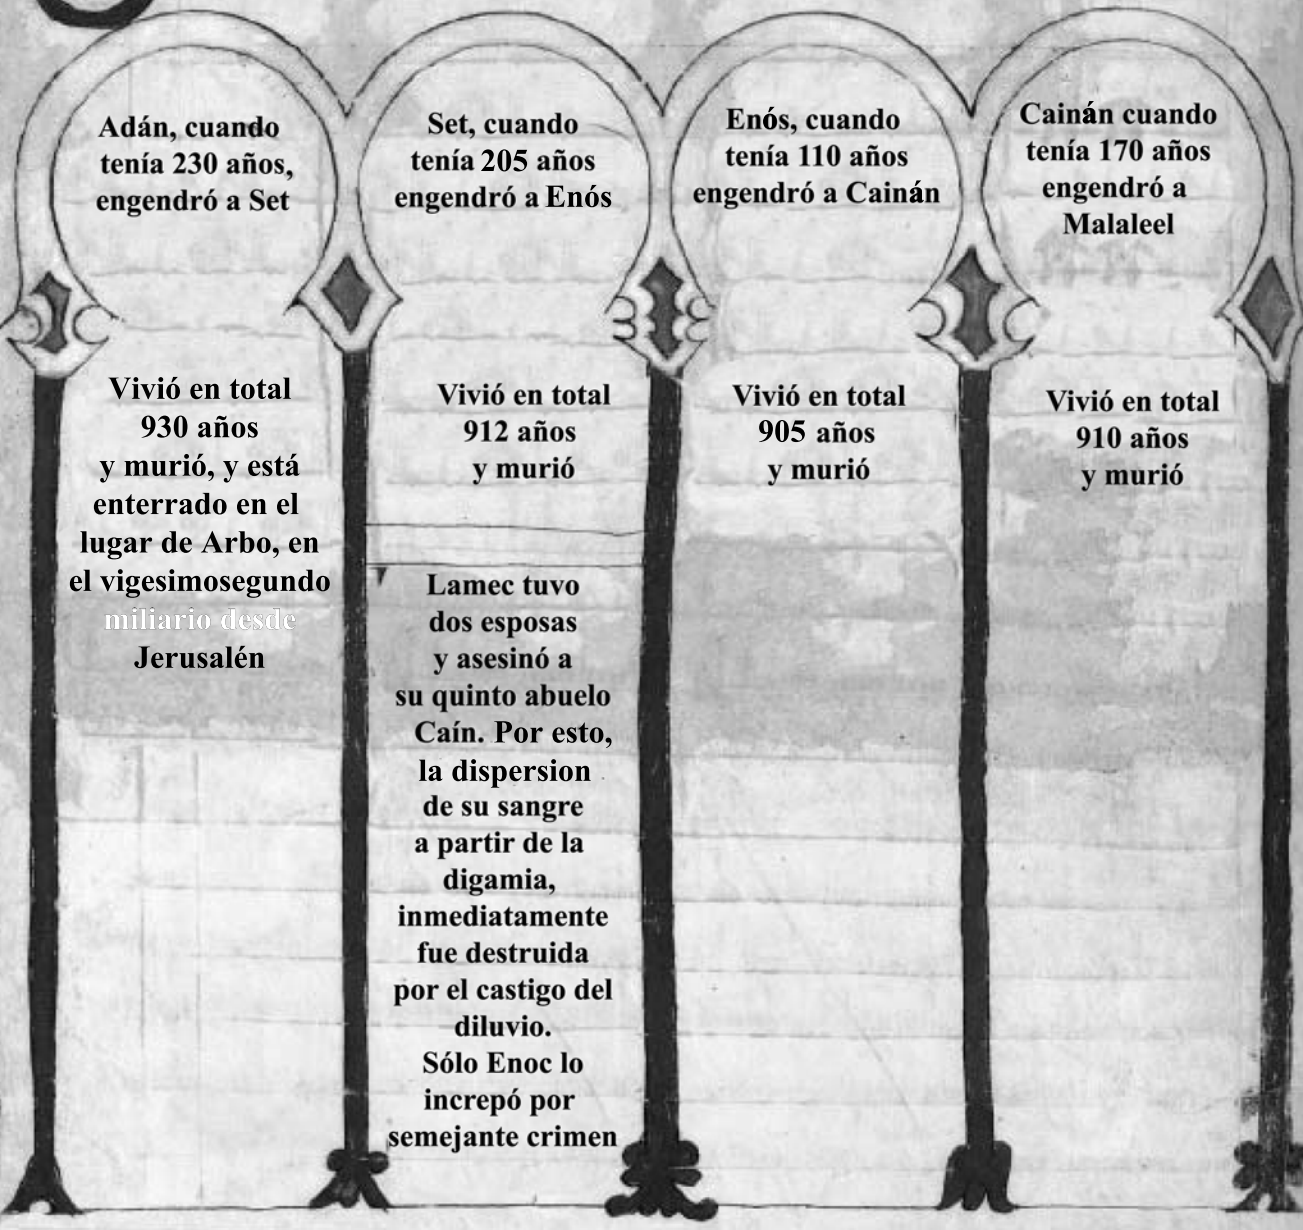 Adán, cuando
tenía 230 años,
engendró a Set
Vivió en total
930 años
y murió, y está
enterrado en el
lugar de Arbo, en
el vigesimosegundo
miliario desde
Jerusalén
Set, cuando
tenía 205 años
engendró a Enós
Vivió en total
912 años
y murió
Lamec tuvo
dos esposas
y asesinó a
su quinto abuelo
Caín. Por esto,
la dispersion
de su sangre
a partir de la
digamia,
inmediatamente
fue destruida
por el castigo del
diluvio.
Sólo Enoc lo
increpó por
semejante crimen
Enós, cuando
tenía 110 años
engendró a Cainán
Vivió en total
905 años
y murió
Cainán cuando
tenía 170 años
engendró a
Malaleel
Vivió en total
910 años
y murió